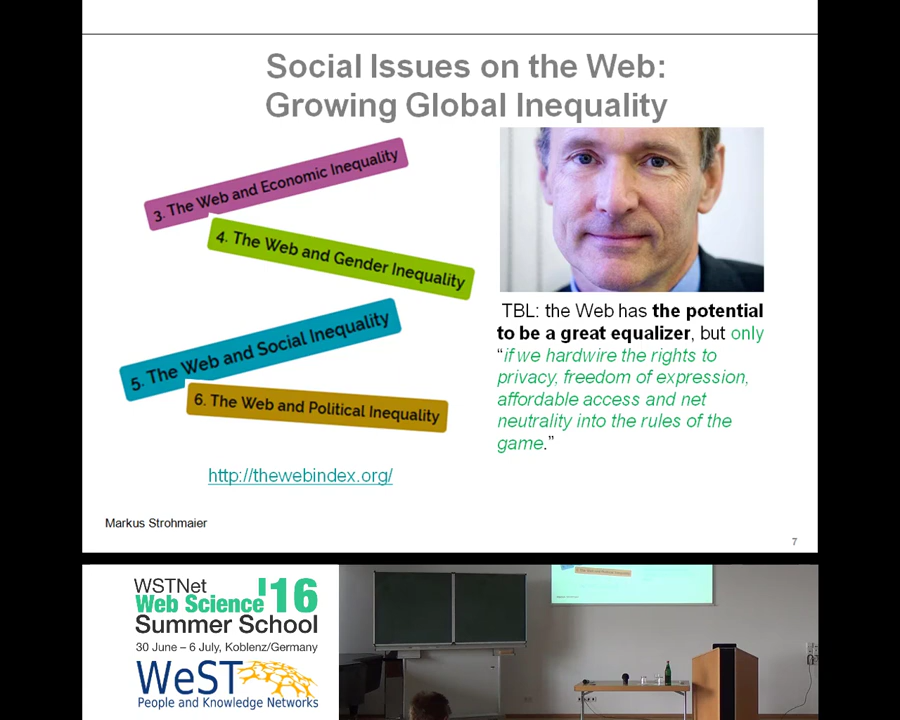 Social Issues on the Web:
Growing Global Inequality
3. The Web and Economic Inequality
4. The Web and Gender Inequality
5. The Web and Social Inequality
6. The Web and Political Inequality
http://thewebindex.org/
TBL: the Web has the potential
to be a great equalizer, but only
“if we hardwire the rights to
privacy, freedom of expression,
affordable access and net
neutrality into the rules of the
game.”
Markus Strohmaier
7
WSTNet
Web Science '16
Summer School
30 June – 6 July, Koblenz/Germany
WeST
People and Knowledge Networks